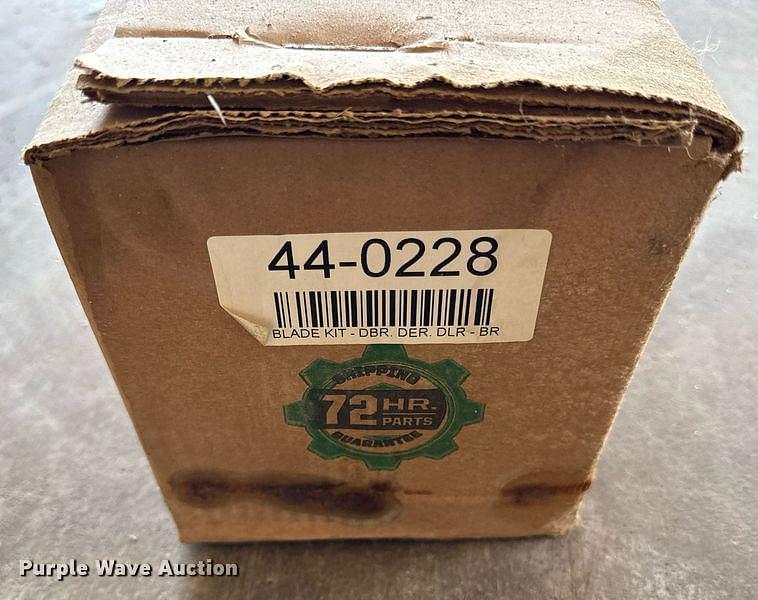 44-0228
BLADE KIT - DBR. DER. DLR - BR
SHIPPING
72 HR.
PARTS
GUARANTEE
Purple Wave Auction